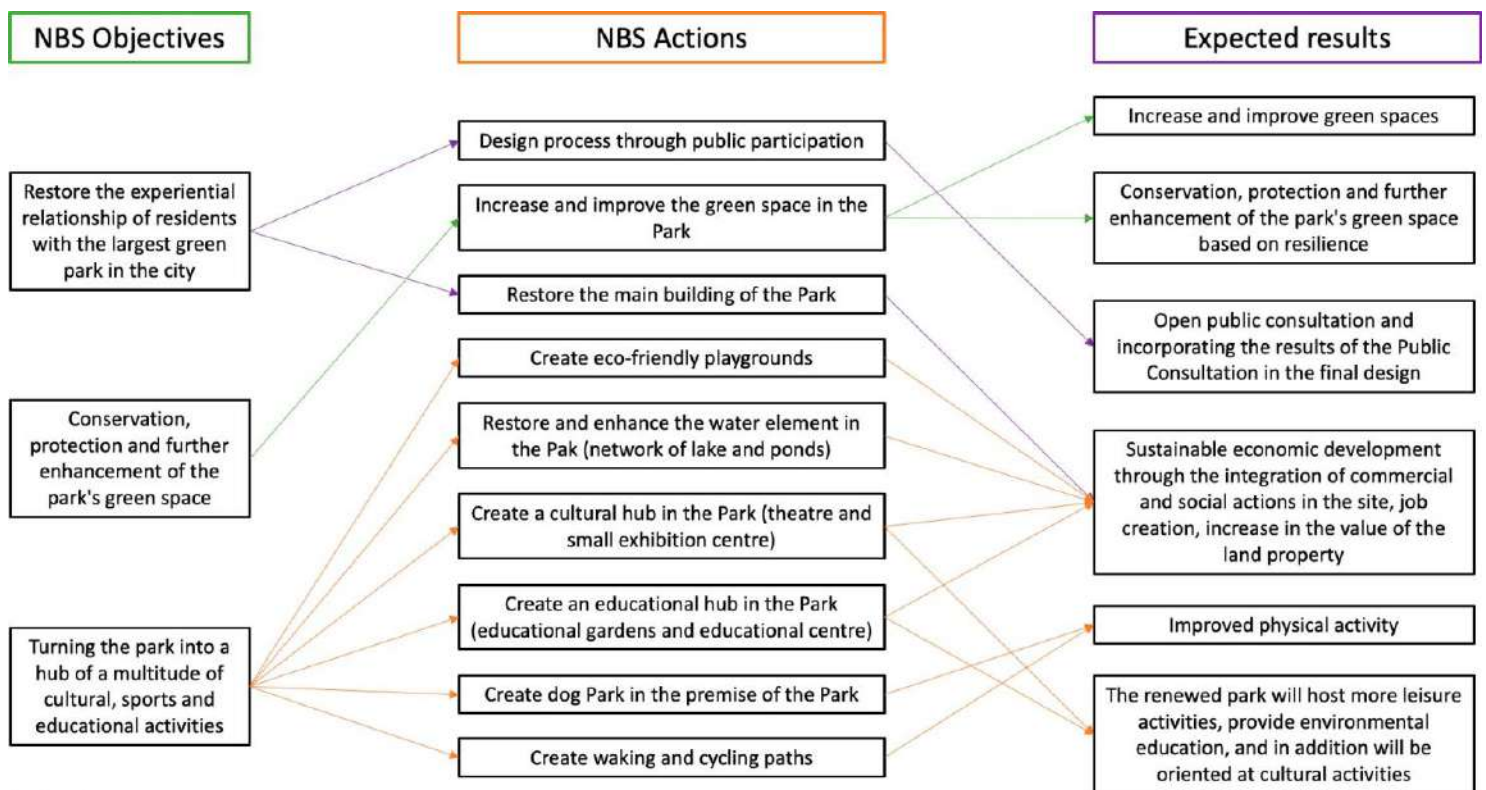 NBS Objectives
NBS Actions
Expected results
Restore the experiential
relationship of residents
with the largest green
park in the city
Conservation,
protection and further
enhancement of the
park's green space
Turning the park into a
hub of a multitude of
cultural, sports and
educational activities
Design process through public participation
Increase and improve the green space in the
Park
Restore the main building of the Park
Create eco-friendly playgrounds
Restore and enhance the water element in
the Pak (network of lake and ponds)
Create a cultural hub in the Park (theatre and
small exhibition centre)
Create an educational hub in the Park
(educational gardens and educational centre)
Create dog Park in the premise of the Park
Create waking and cycling paths
Increase and improve green spaces
Conservation, protection and further
enhancement of the park's green space
based on resilience
Open public consultation and
incorporating the results of the Public
Consultation in the final design
Sustainable economic development
through the integration of commercial
and social actions in the site, job
creation, increase in the value of the
land property
Improved physical activity
The renewed park will host more leisure
activities, provide environmental
education, and in addition will be
oriented at cultural activities